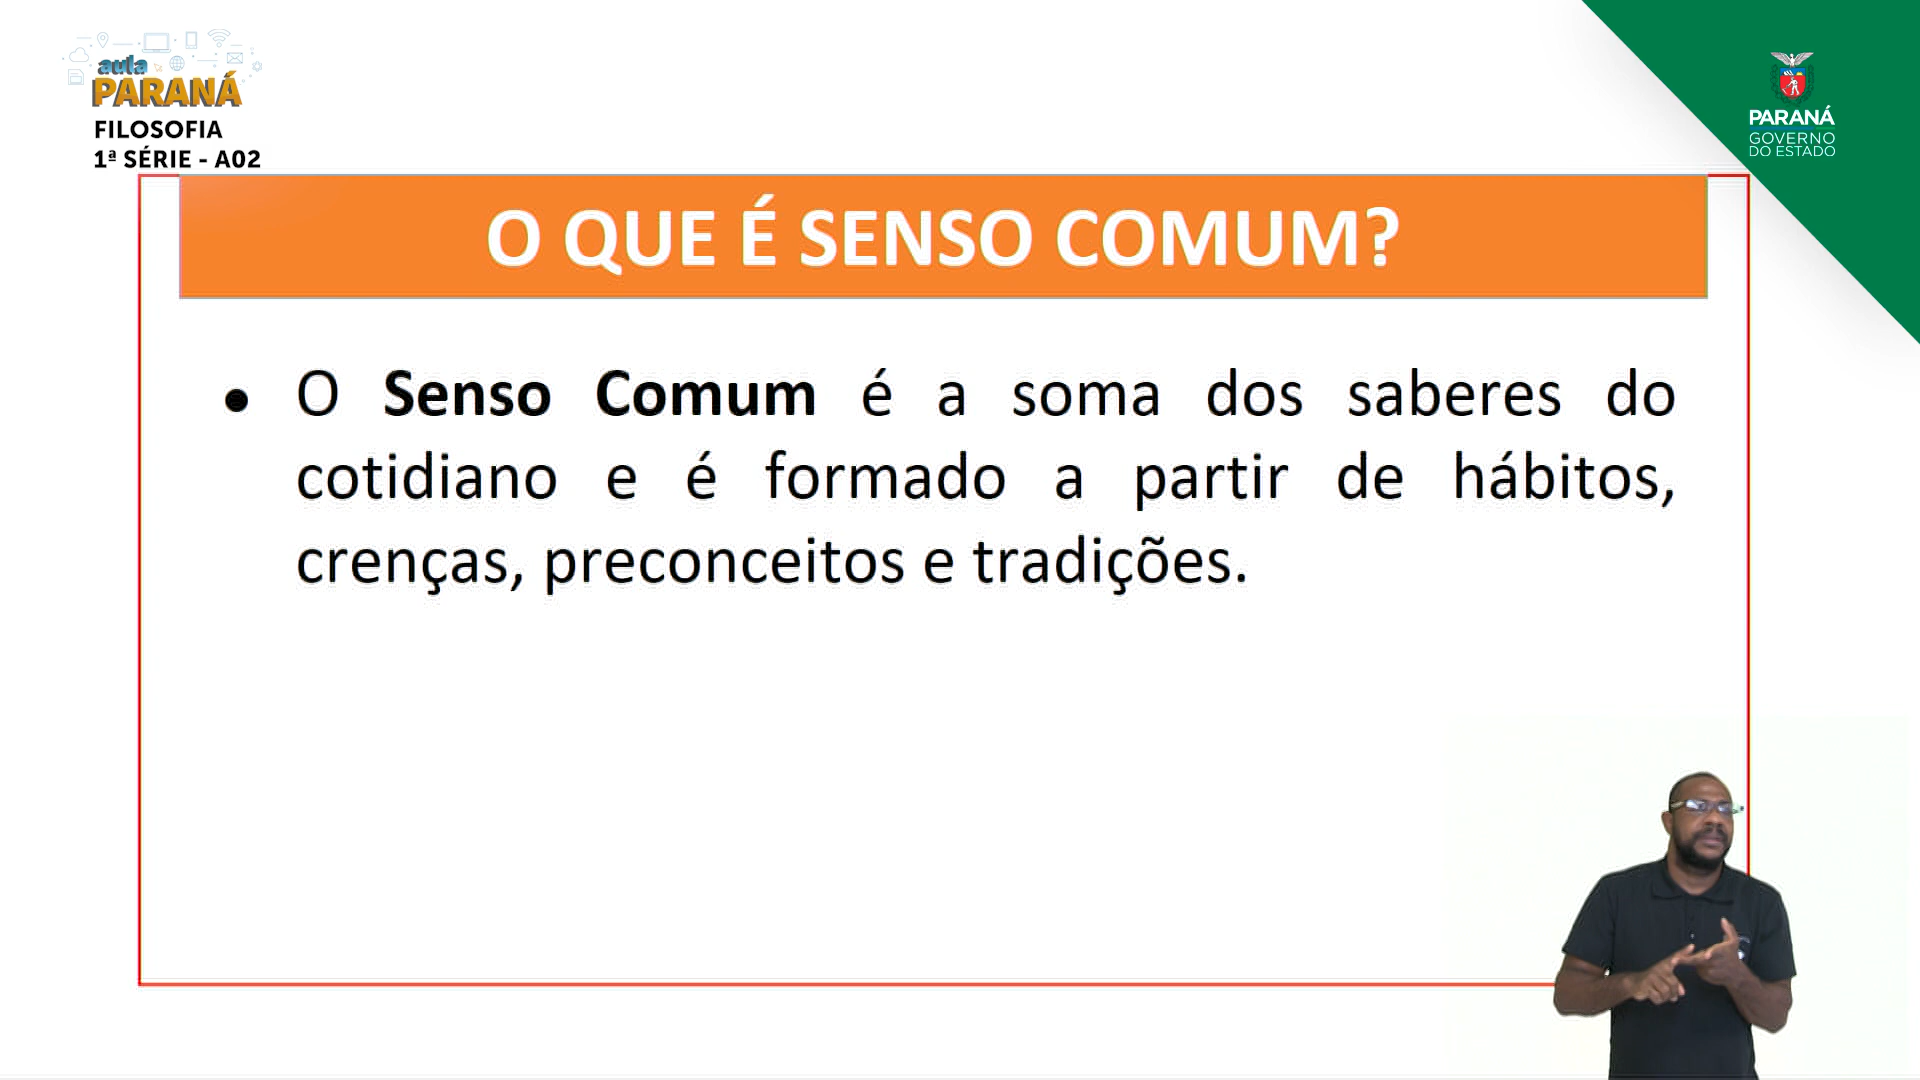 aula
PARANÁ
FILOSOFIA
1ª SÉRIE - A02
PARANÁ
GOVERNO
DO ESTADO
O QUE É SENSO COMUM?
• O Senso Comum é a soma dos saberes do
cotidiano e é formado a partir de hábitos,
crenças, preconceitos e tradições.